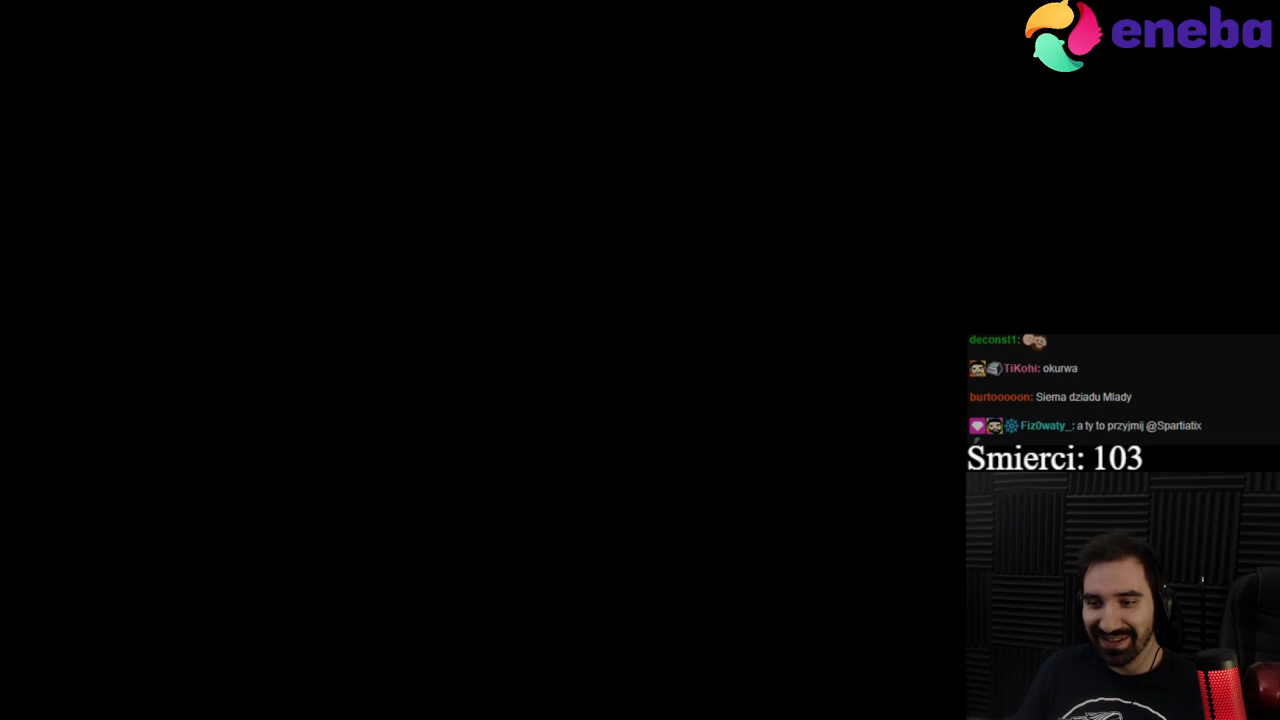 eneba
deconst1:
TiKohi: okurwa
burtooooon: Siema dziadu Mlady
Fiz0waty_: a ty to przyjmij @Spartiatix
Śmierci: 103